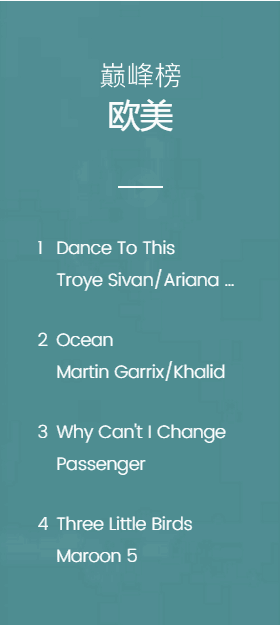 巅峰榜
欧美
1 Dance To This
Troye Sivan/Ariana ...
2 Ocean
Martin Garrix/Khalid
3 Why Can't I Change
Passenger
4 Three Little Birds
Maroon 5